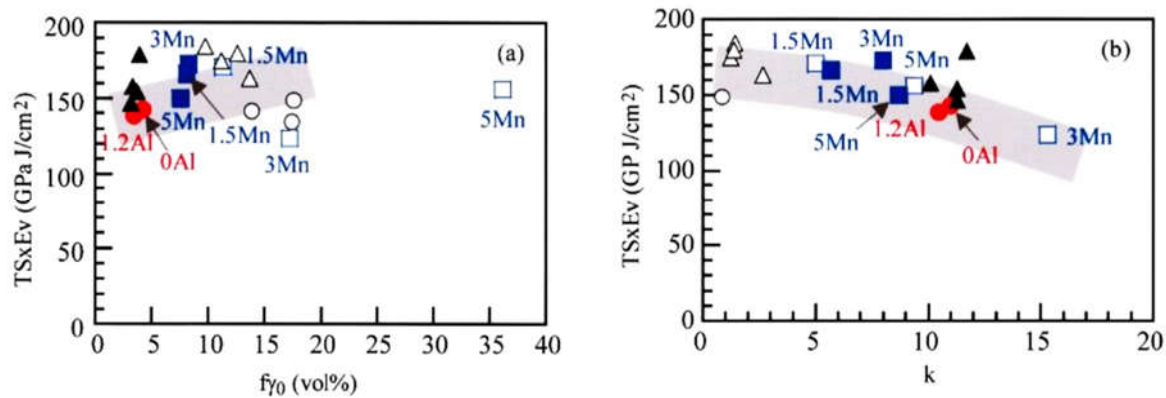 200
150
100
50
0
TSxEv (GPa J/cm²)
(a)
3Mn
1.5Mn
5Mn
1.5Mn
5Mn
1.2Al
0Al
3Mn
0 5 10 15 20 25 30 35 40
fγ₀ (vol%)
200
150
100
50
0
TSxEv (GP J/cm²)
(b)
3Mn
1.5Mn
5Mn
1.5Mn
1.2Al
5Mn
0Al
3Mn
0 5 10 15 20
k